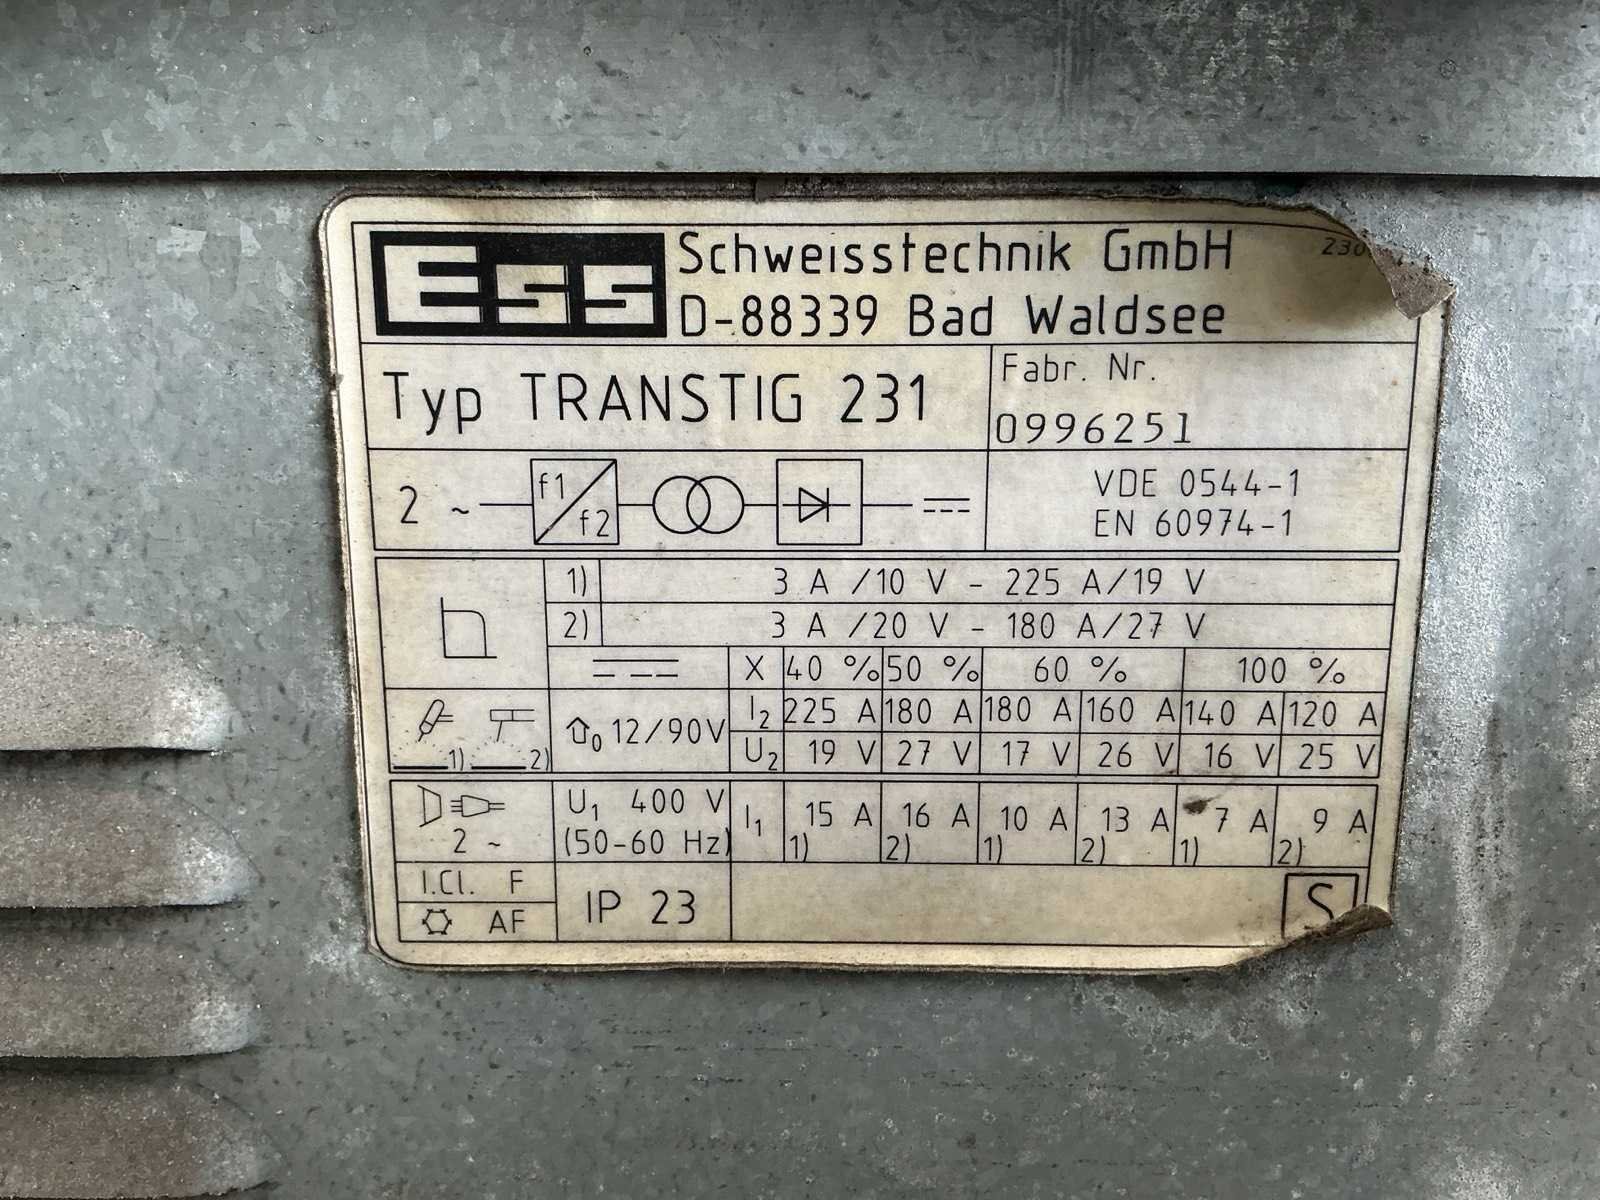 ESS Schweisstechnik GmbH
D-88339 Bad Waldsee
Typ TRANSTIG 231
Fabr. Nr.
0996251
2 ~ f1 f2
VDE 0544-1
EN 60974-1
1) 3 A /10 V - 225 A/19 V
2) 3 A /20 V - 180 A/27 V
X 40 % 50 % 60 % 100 %
1) 2) U0 12/90V
I2 225 A 180 A 180 A 160 A 140 A 120 A
U2 19 V 27 V 17 V 26 V 16 V 25 V
2 ~ U1 400 V
(50-60 Hz)
I1 15 A 16 A 10 A 13 A 7 A 9 A
1) 2) 1) 2) 1) 2)
I.Cl. F
AF
IP 23
S